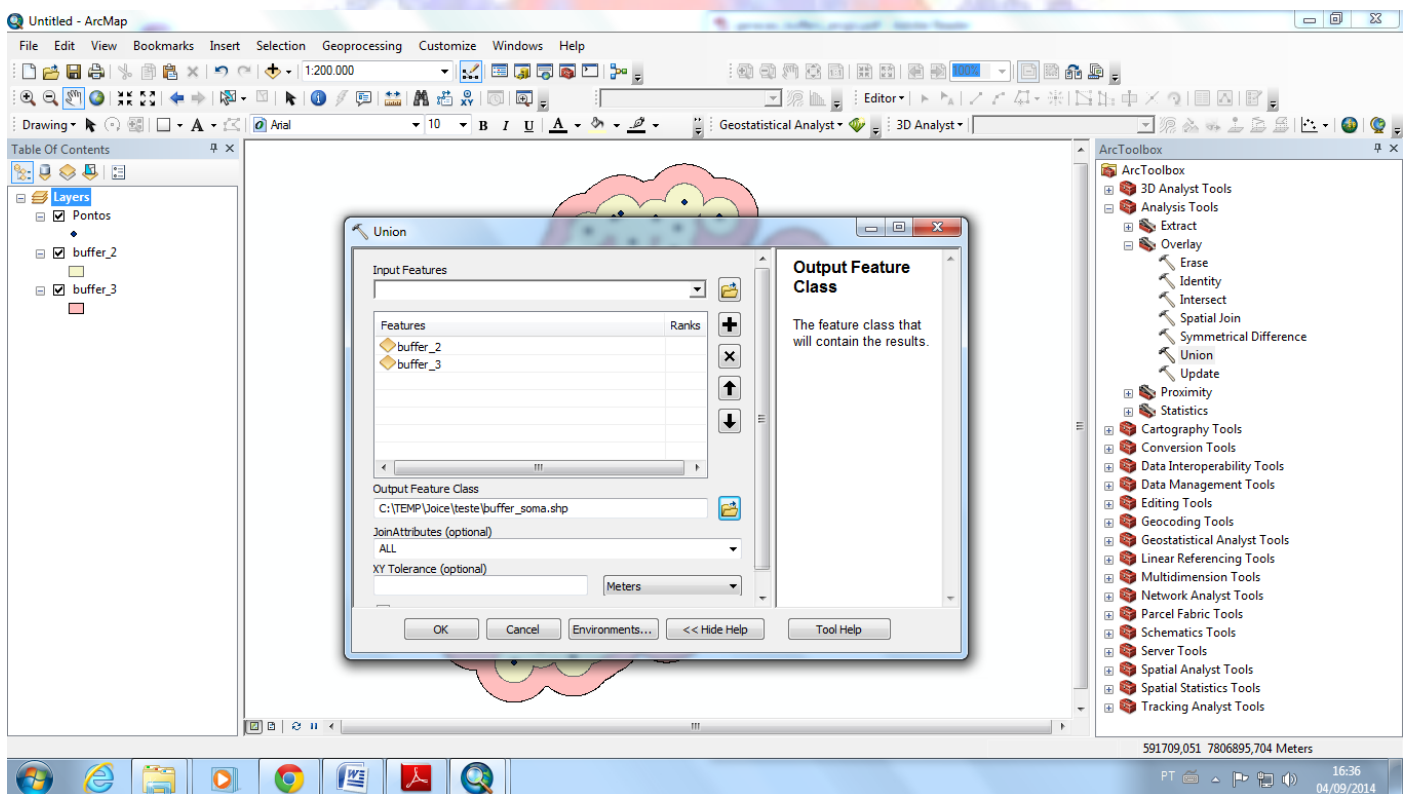 Untitled - ArcMap
File Edit View Bookmarks Insert Selection Geoprocessing Customize Windows Help
1:200.000
100%
Editor
Drawing
A
Arial
10
B I U A
Geostatistical Analyst
3D Analyst
Table Of Contents
Layers
Pontos
buffer_2
buffer_3
Union
Input Features
Features Ranks
buffer_2
buffer_3
Output Feature Class
C:\TEMP\Joice\teste\buffer_soma.shp
JoinAttributes (optional)
ALL
XY Tolerance (optional)
Meters
OK Cancel Environments... << Hide Help Tool Help
Output Feature
Class
The feature class that
will contain the results.
ArcToolbox
ArcToolbox
3D Analyst Tools
Analysis Tools
Extract
Overlay
Erase
Identity
Intersect
Spatial Join
Symmetrical Difference
Union
Update
Proximity
Statistics
Cartography Tools
Conversion Tools
Data Interoperability Tools
Data Management Tools
Editing Tools
Geocoding Tools
Geostatistical Analyst Tools
Linear Referencing Tools
Multidimension Tools
Network Analyst Tools
Parcel Fabric Tools
Schematics Tools
Server Tools
Spatial Analyst Tools
Spatial Statistics Tools
Tracking Analyst Tools
591709,051 7806895,704 Meters
PT
16:36
04/09/2014